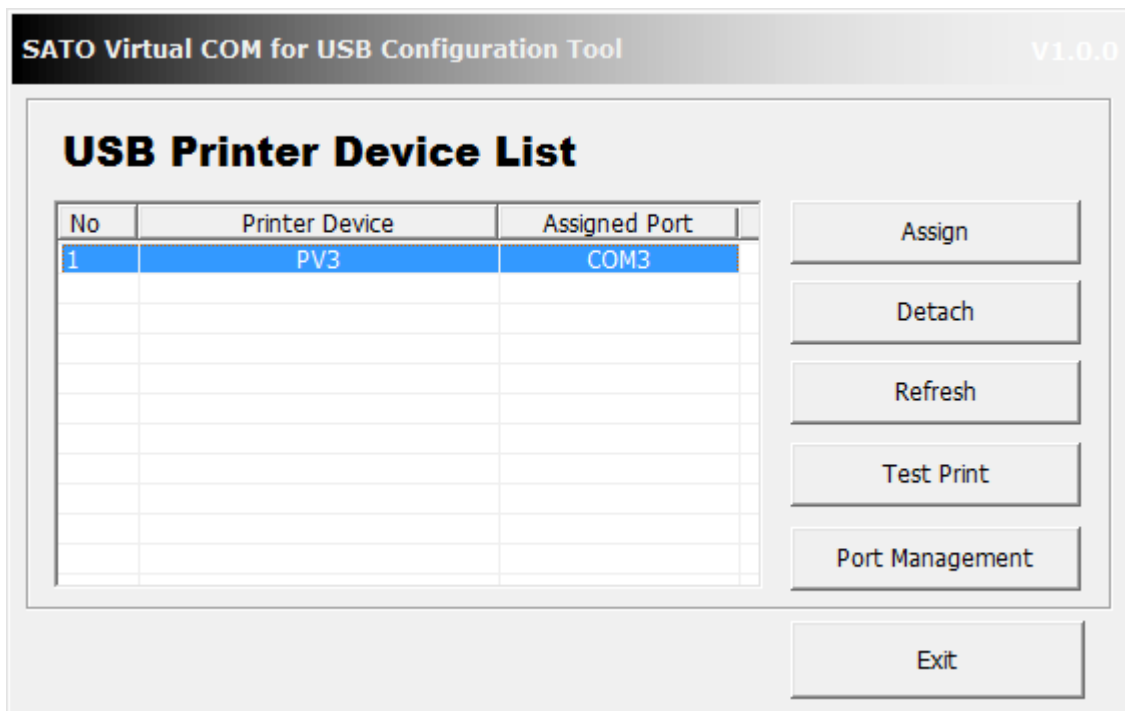 SATO Virtual COM for USB Configuration Tool V1.0.0
USB Printer Device List
No Printer Device Assigned Port
1 PV3 COM3
Assign
Detach
Refresh
Test Print
Port Management
Exit